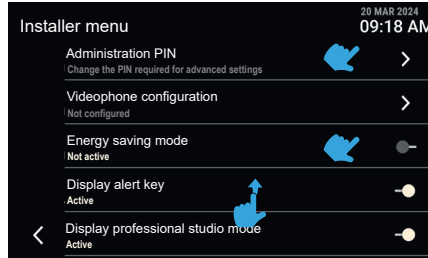 20 MAR 2024
Installer menu
09:18 AM
Administration PIN
Change the PIN required for advanced settings
Videophone configuration
Not configured
Energy saving mode
Not active
Display alert key
Active
Display professional studio mode
Active